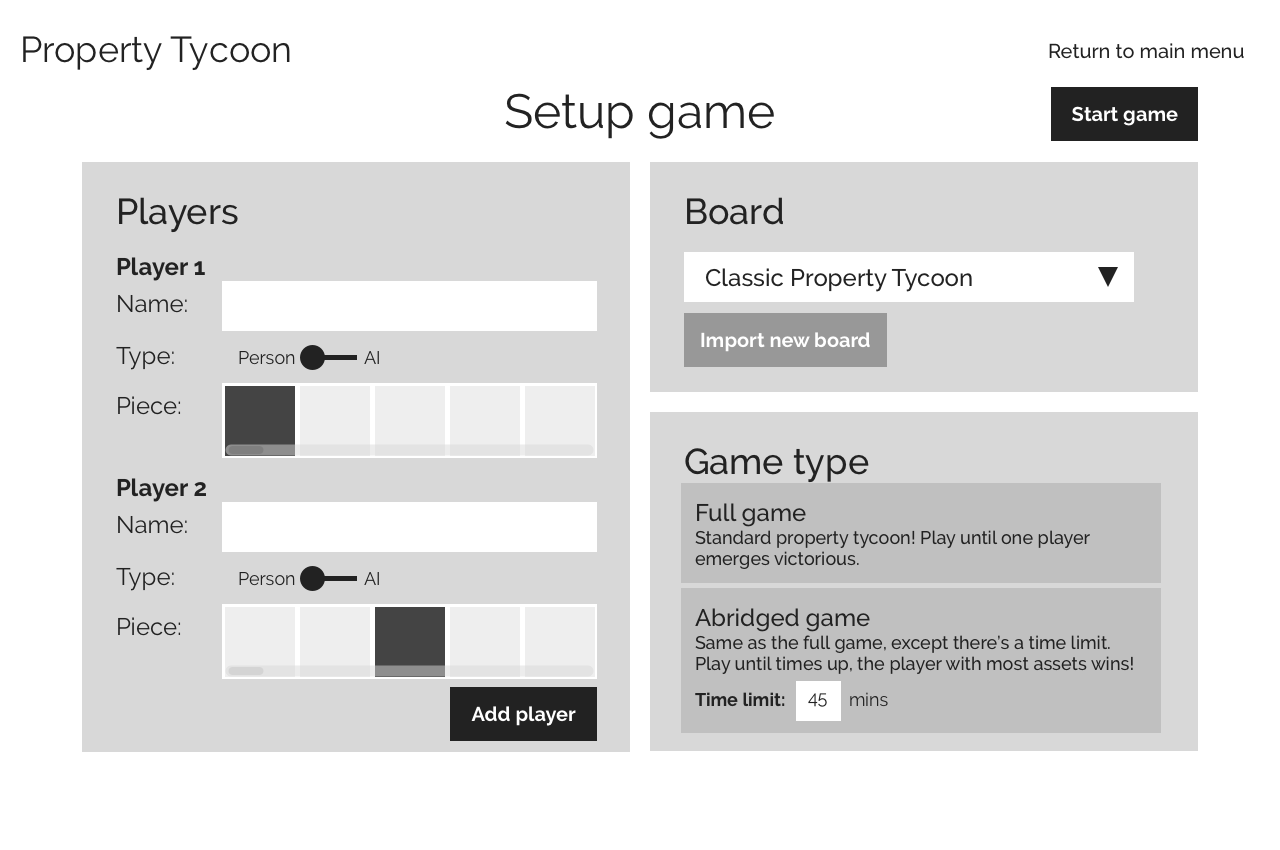 Property Tycoon
Return to main menu
Setup game
Start game
Players
Player 1
Name:
Type:
Person
AI
Piece:
Player 2
Name:
Type:
Person
AI
Piece:
Add player
Board
Classic Property Tycoon
Import new board
Game type
Full game
Standard property tycoon! Play until one player
emerges victorious.
Abridged game
Same as the full game, except there's a time limit.
Play until times up, the player with most assets wins!
Time limit: 45 mins